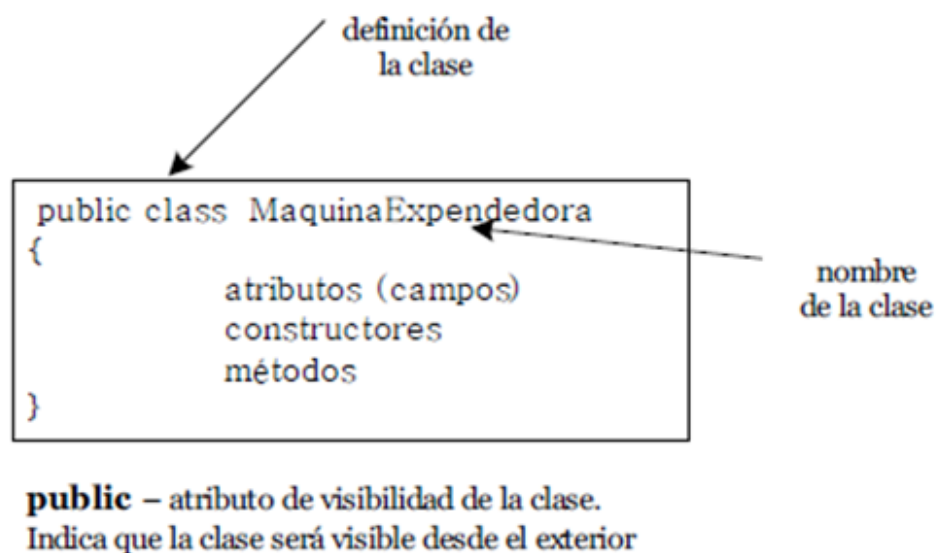 definición de
la clase
public class MaquinaExpendedora
{
atributos (campos)
constructores
métodos
}
nombre
de la clase
public – atributo de visibilidad de la clase.
Indica que la clase será visible desde el exterior